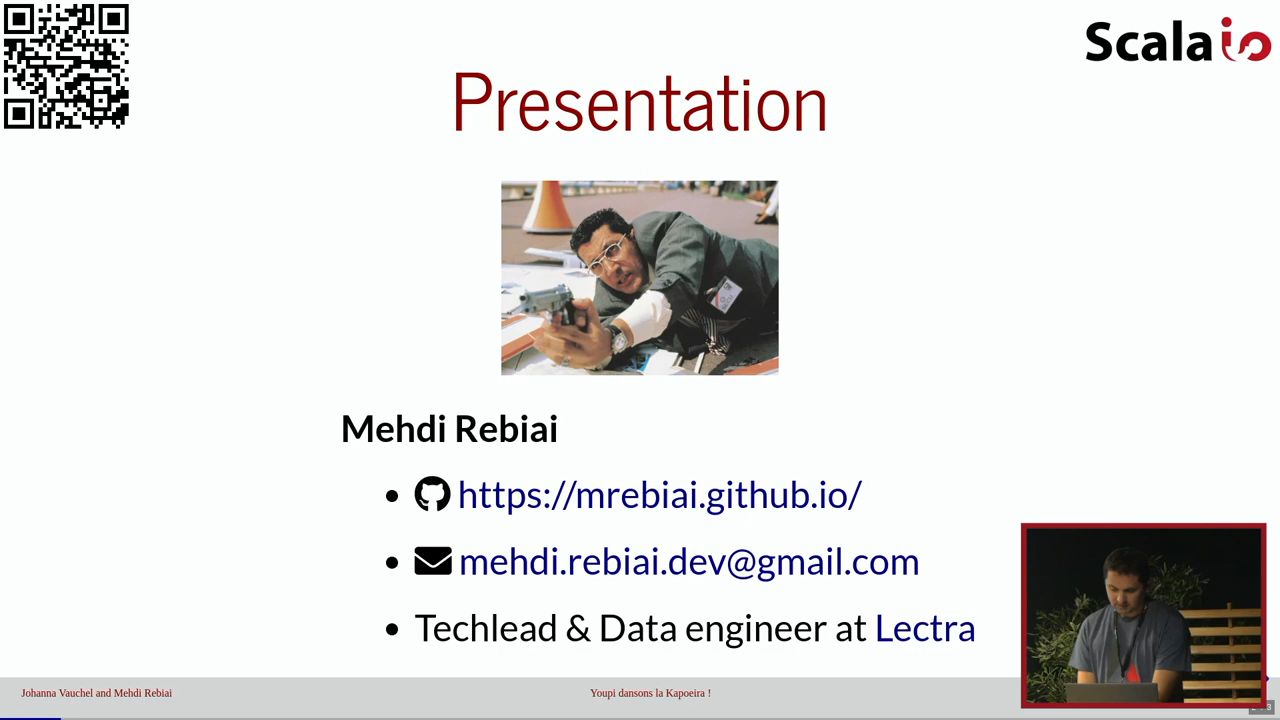 Scala io
Presentation
Mehdi Rebiai
https://mrebiai.github.io/
mehdi.rebiai.dev@gmail.com
Techlead & Data engineer at Lectra
Johanna Vauchel and Mehdi Rebiai
Youpi dansons la Kapoeira !